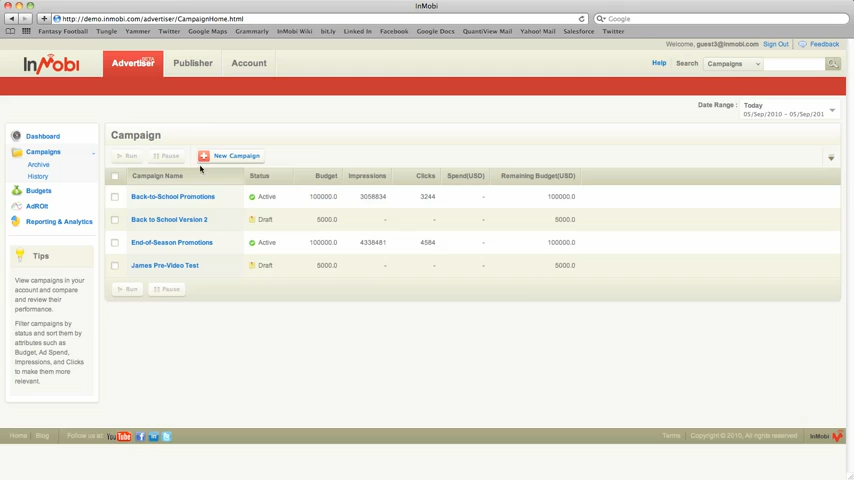 InMobi
http://demo.inmobi.com/advertiser/CampaignHome.html
Google
Fantasy Football Tungle Yammer Twitter Google Maps Grammarly InMobi Wiki bit.ly Linked In Facebook Google Docs Quant/View Mail Yahoo! Mail Salesforce Twitter
Welcome, guest3@inmobi.com Sign Out Feedback
InMobi
Advertiser BETA Publisher Account
Help Search Campaigns
Date Range : Today
05/Sep/2010 - 05/Sep/201
Dashboard
Campaigns
Archive
History
Budgets
AdROIt
Reporting & Analytics
Tips
View campaigns in your
account and compare
and review their
performance.
Filter campaigns by
status and sort them by
attributes such as
Budget, Ad Spend,
Impressions, and Clicks
to make them more
relevant.
Campaign
Run Pause New Campaign
Campaign Name Status Budget Impressions Clicks Spend(USD) Remaining Budget(USD)
Back-to-School Promotions Active 100000.0 3058834 3244 - 100000.0
Back to School Version 2 Draft 5000.0 - - - 5000.0
End-of-Season Promotions Active 100000.0 4338481 4584 - 100000.0
James Pre-Video Test Draft 5000.0 - - - 5000.0
Run Pause
Home Blog Follow us at YouTube
Terms Copyright © 2010, All rights reserved InMobi